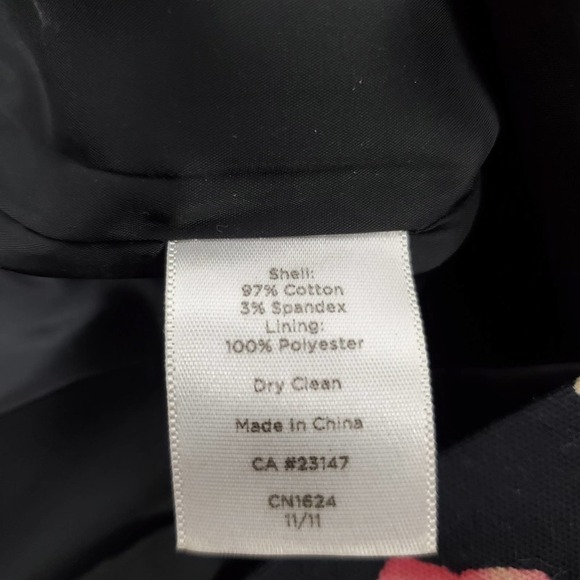 Shell:
97% Cotton
3% Spandex
Lining:
100% Polyester
Dry Clean
Made In China
CA #23147
CN1624
11/11